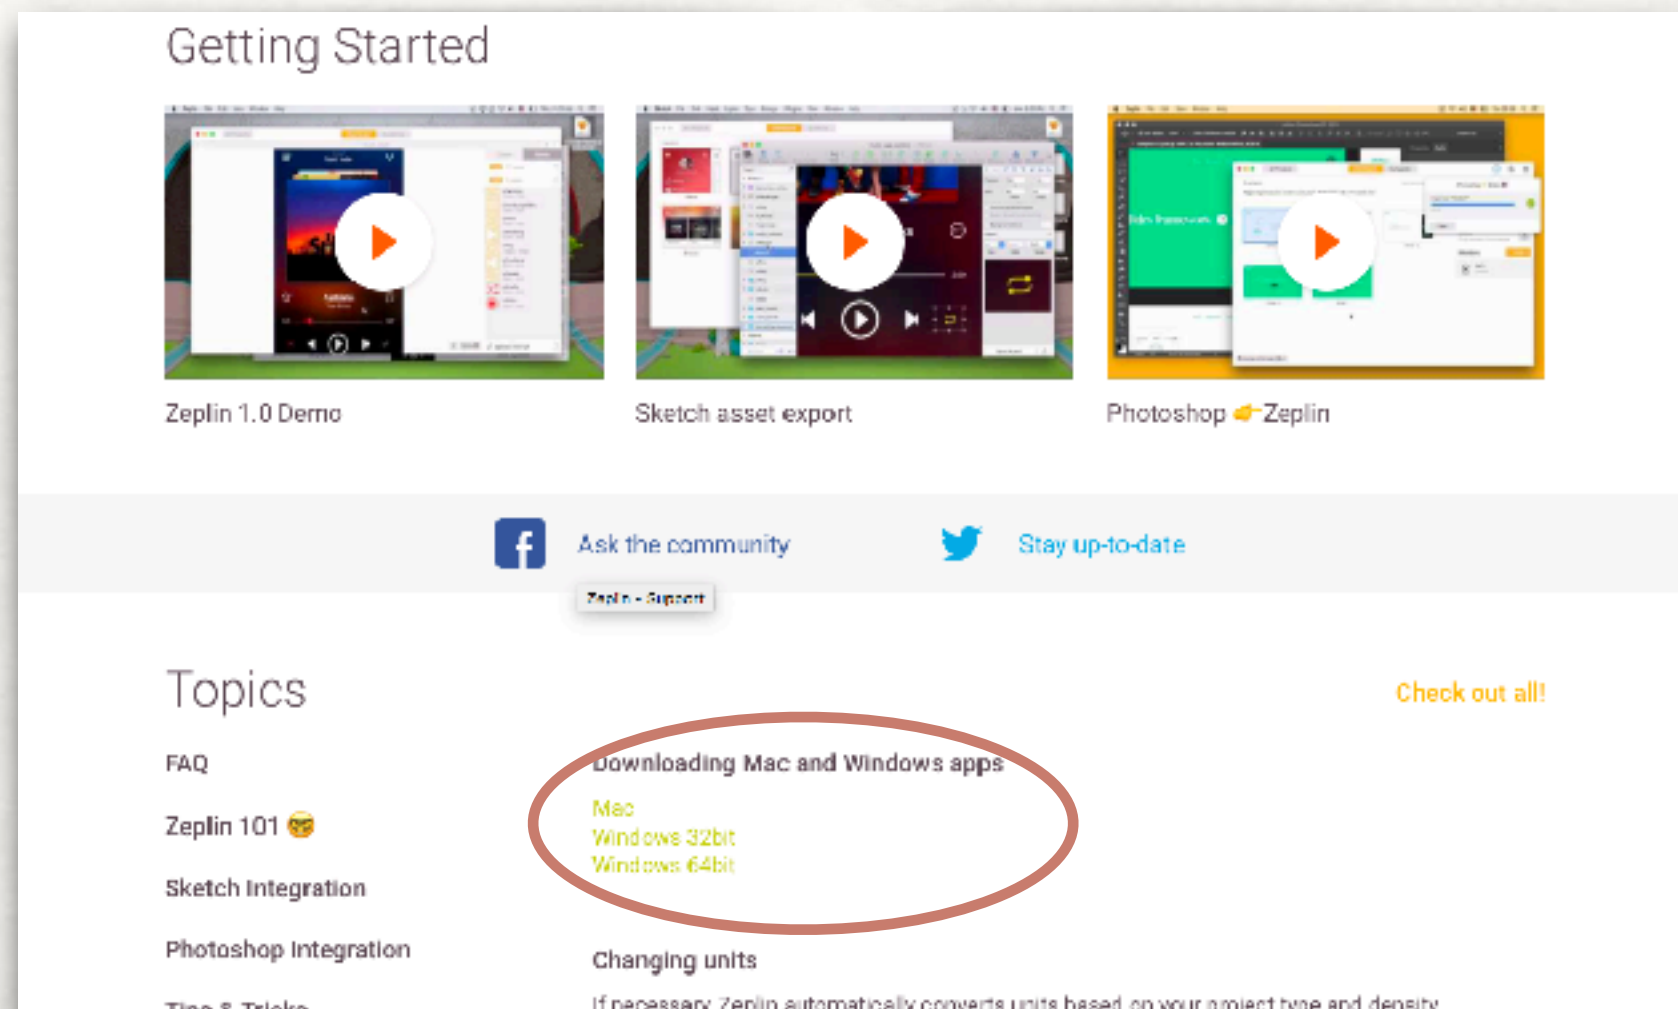 Getting Started
Zeplin 1.0 Demo
Sketch asset export
Photoshop 👉 Zeplin
Ask the community
Stay up-to-date
Zeplin - Support
Topics
Check out all!
FAQ
Zeplin 101 🤓
Sketch Integration
Photoshop Integration
Tips & Tricks
Downloading Mac and Windows apps
Mac
Windows 32bit
Windows 64bit
Changing units
If necessary, Zeplin automatically converts units based on your project type and density.